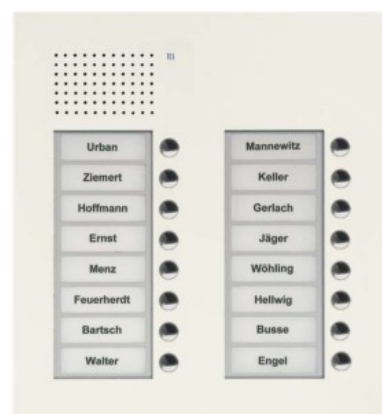 Urban
Ziemert
Hoffmann
Ernst
Menz
Feuerherdt
Bartsch
Walter
Mannewitz
Keller
Gerlach
Jäger
Wöhling
Hellwig
Busse
Engel